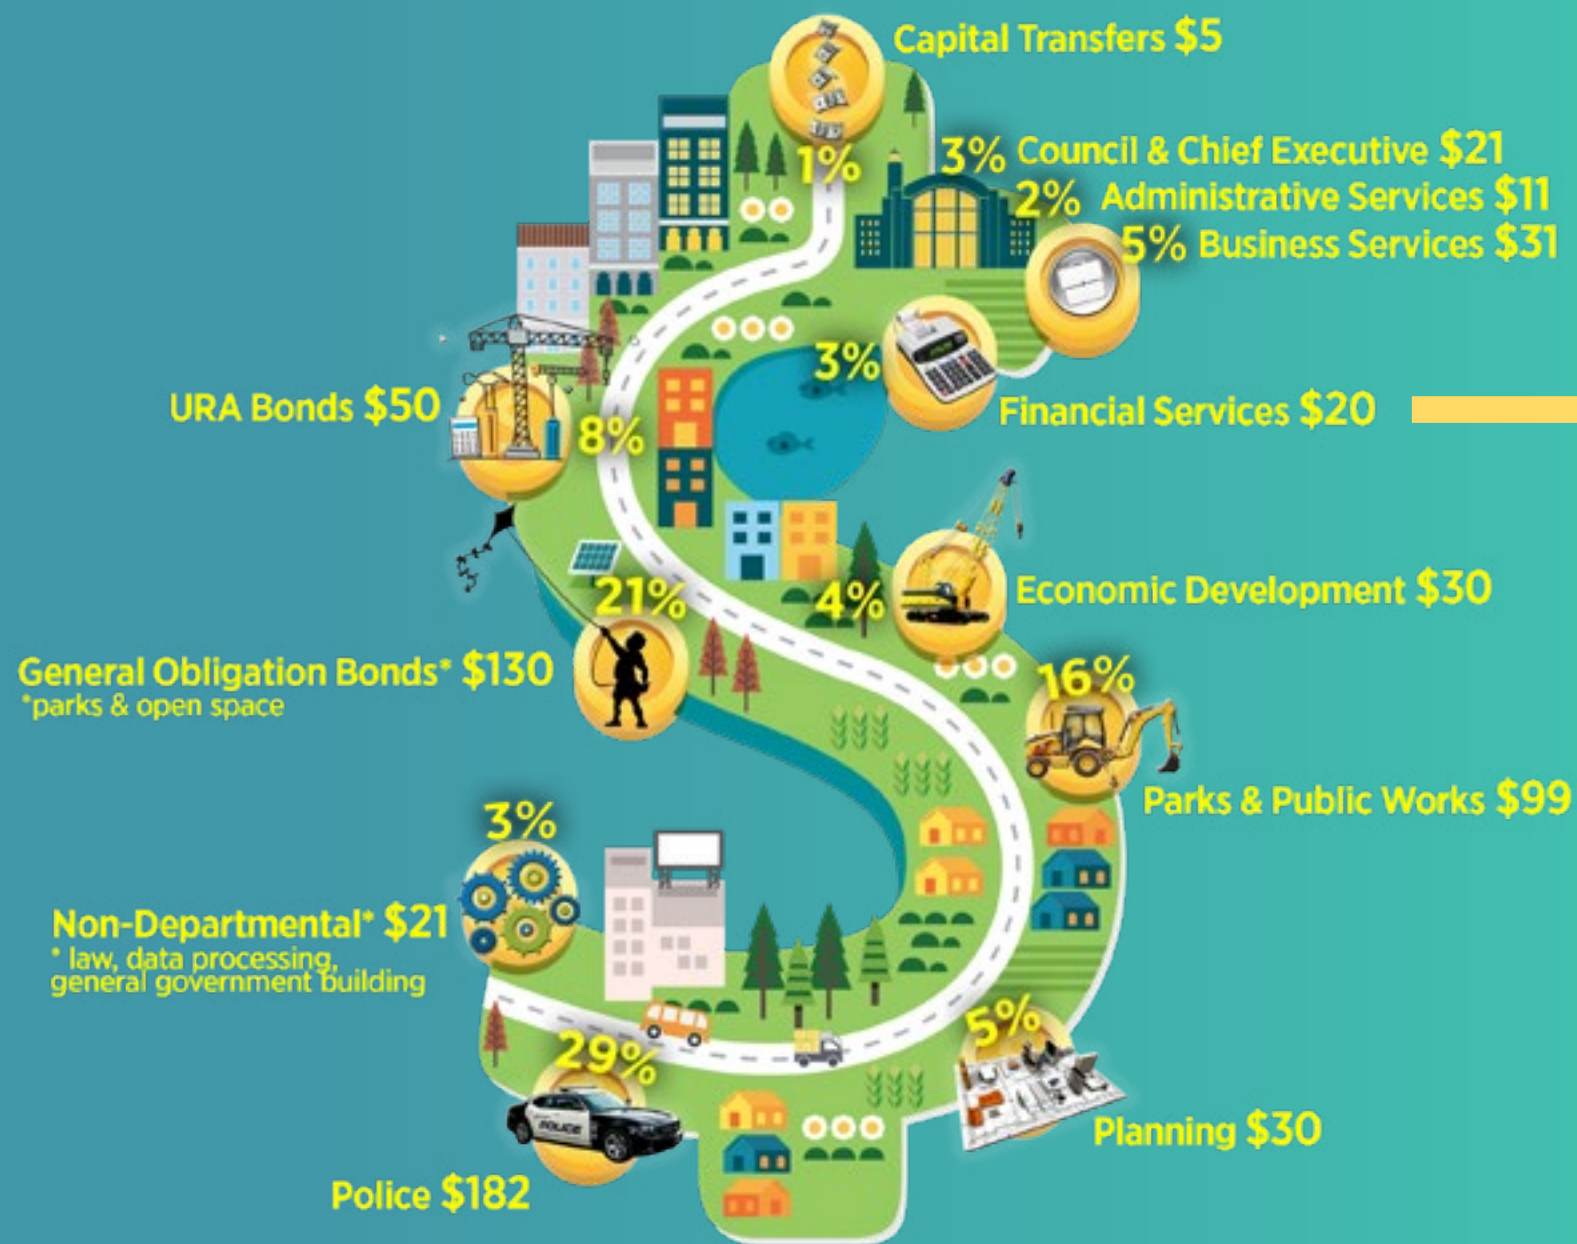 Capital Transfers $5
1%
3% Council & Chief Executive $21
2% Administrative Services $11
5% Business Services $31
3%
Financial Services $20
URA Bonds $50
8%
4%
Economic Development $30
21%
General Obligation Bonds* $130
*parks & open space
16%
Parks & Public Works $99
3%
Non-Departmental* $21
* law, data processing,
general government building
29%
POLICE
Police $182
5%
Planning $30